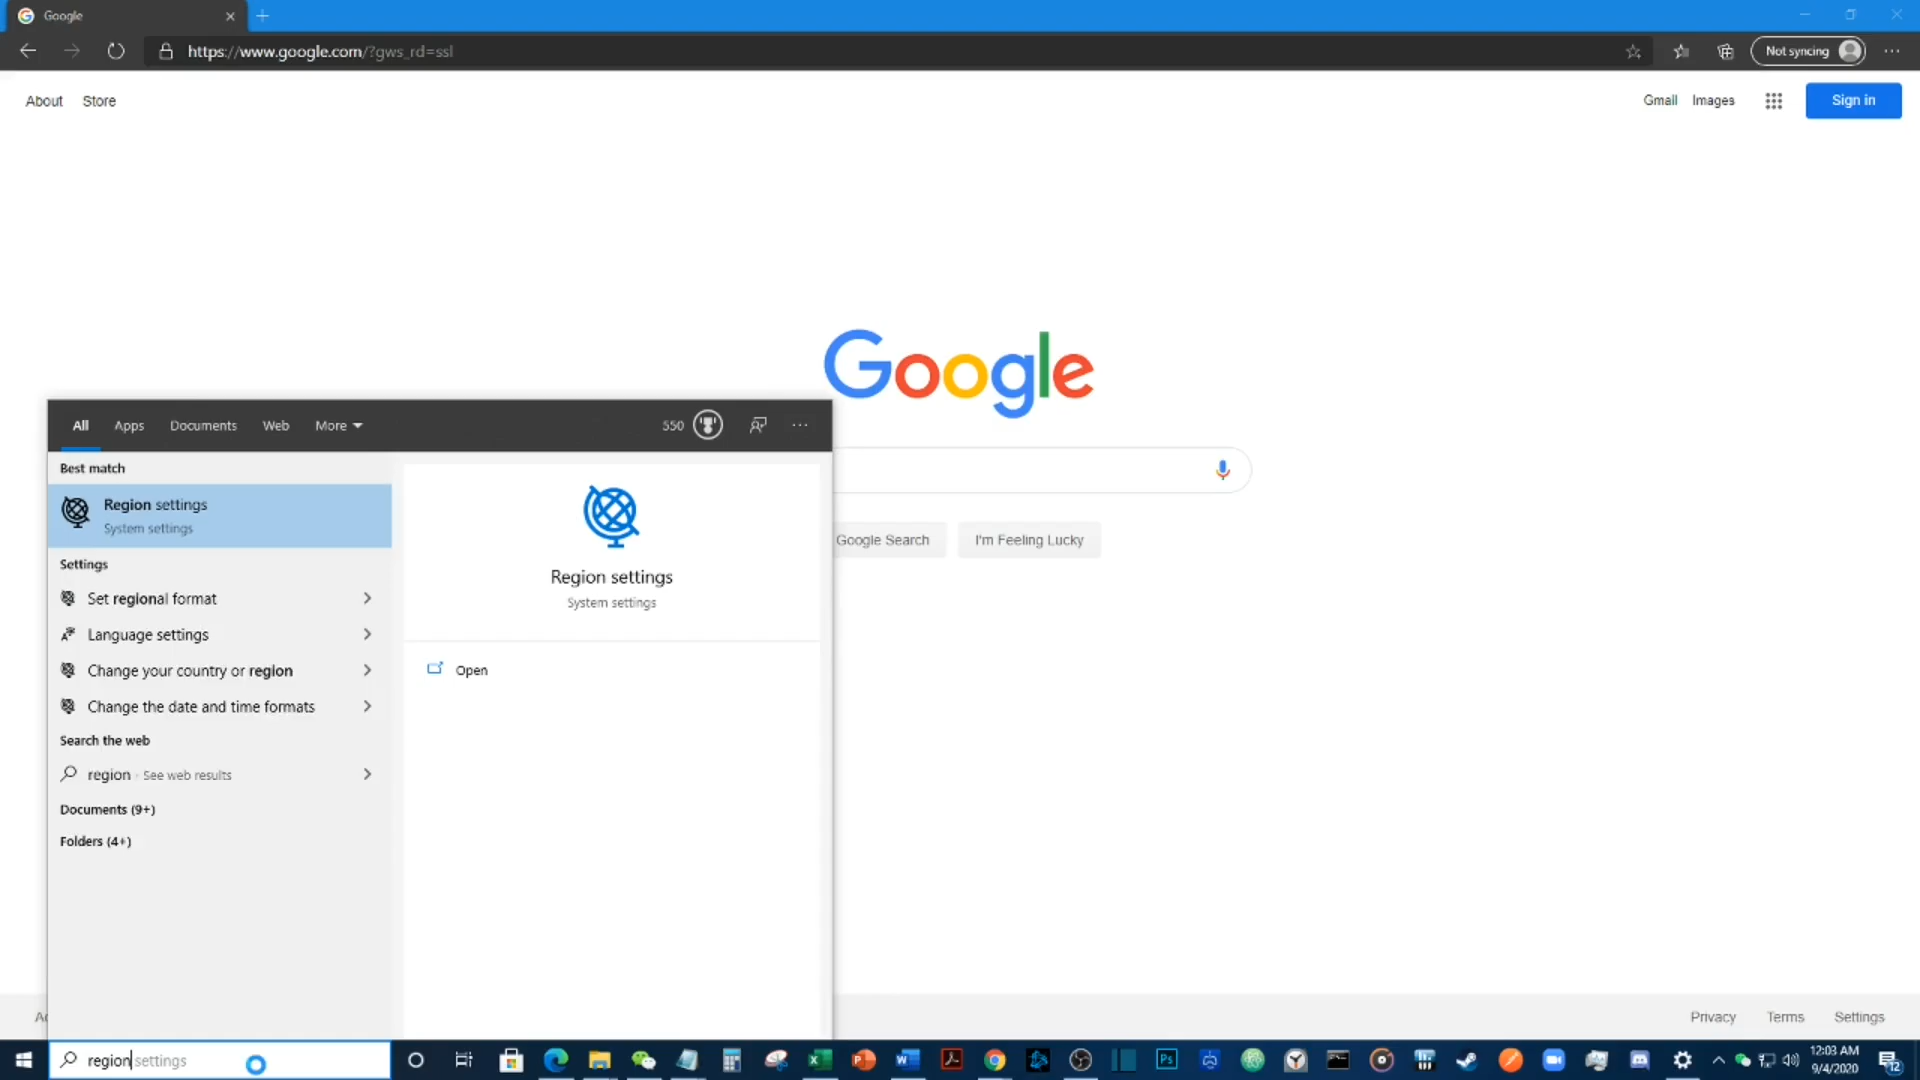 Google
https://www.google.com/?gws_rd=ssl
Not syncing
About Store
Gmail Images
Sign in
Google
All Apps Documents Web More
550
Best match
Region settings
System settings
Settings
Set regional format
Language settings
Change your country or region
Change the date and time formats
Search the web
region - See web results
Documents (9+)
Folders (4+)
Region settings
System settings
Open
Google Search
I'm Feeling Lucky
Privacy Terms Settings
region settings
12:03 AM
9/4/2020
12